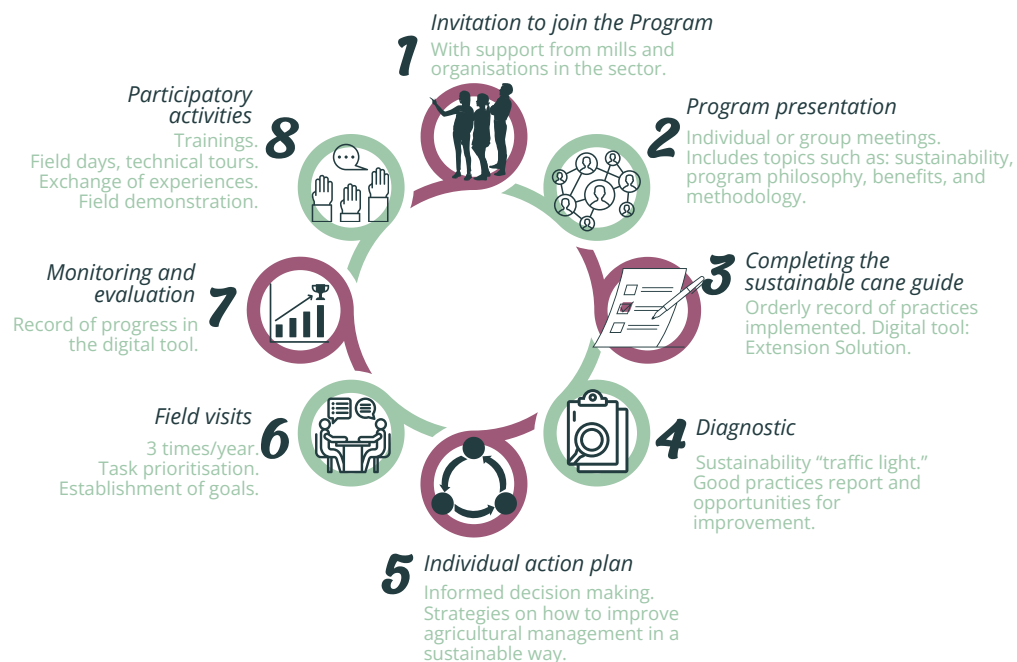 1
Invitation to join the Program
With support from mills and
organisations in the sector.
2
Program presentation
Individual or group meetings.
Includes topics such as: sustainability,
program philosophy, benefits, and
methodology.
3
Completing the
sustainable cane guide
Orderly record of practices
implemented. Digital tool:
Extension Solution.
4
Diagnostic
Sustainability “traffic light.”
Good practices report and
opportunities for
improvement.
5
Individual action plan
Informed decision making.
Strategies on how to improve
agricultural management in a
sustainable way.
6
Field visits
3 times/year.
Task prioritisation.
Establishment of goals.
7
Monitoring and
evaluation
Record of progress in
the digital tool.
8
Participatory
activities
Trainings.
Field days, technical tours.
Exchange of experiences.
Field demonstration.